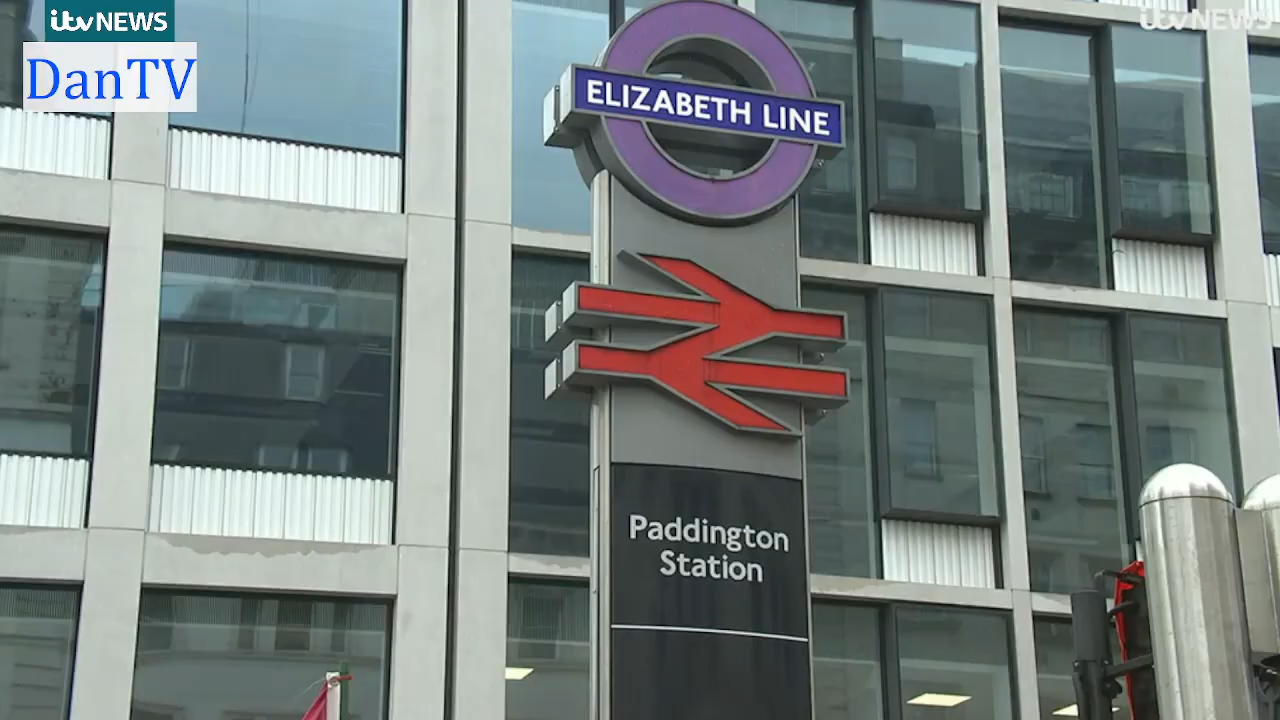 itv NEWS
DanTV
itv NEWS
ELIZABETH LINE
Paddington
Station